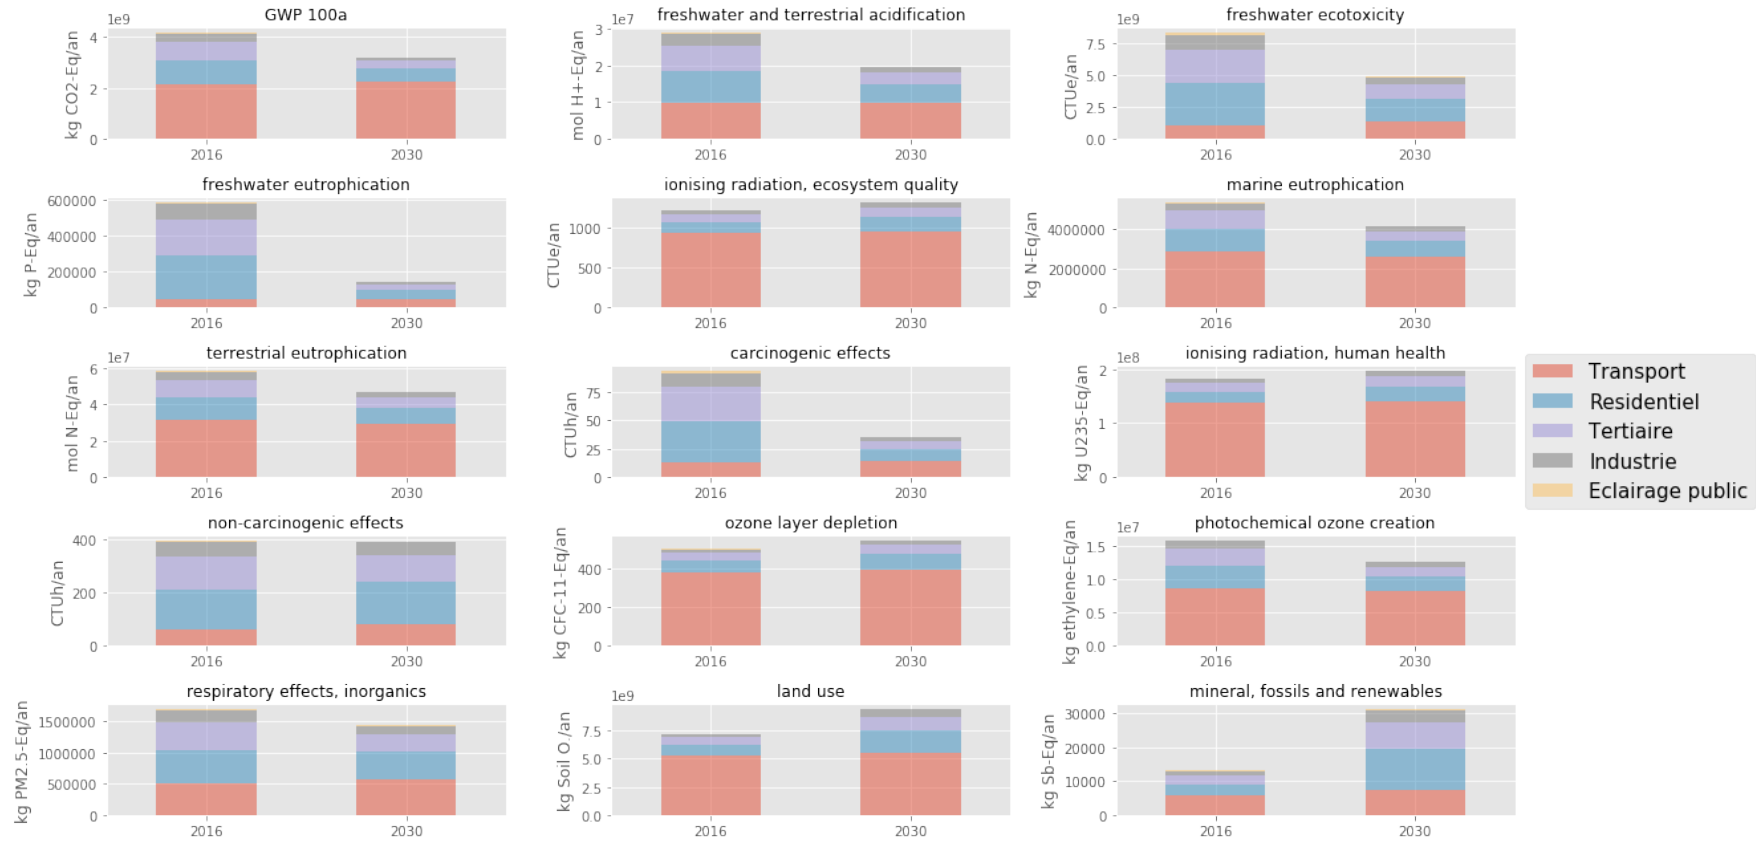 GWP 100a
1e9
kg CO2-Eq/an
4
2
0
2016
2030
freshwater and terrestrial acidification
1e7
mol H+-Eq/an
3
2
1
0
2016
2030
freshwater ecotoxicity
1e9
CTUe/an
7.5
5.0
2.5
0.0
2016
2030
freshwater eutrophication
kg P-Eq/an
600000
400000
200000
0
2016
2030
ionising radiation, ecosystem quality
CTUe/an
1000
500
0
2016
2030
marine eutrophication
kg N-Eq/an
4000000
2000000
0
2016
2030
terrestrial eutrophication
1e7
mol N-Eq/an
6
4
2
0
2016
2030
carcinogenic effects
CTUh/an
75
50
25
0
2016
2030
ionising radiation, human health
1e8
kg U235-Eq/an
2
1
0
2016
2030
Transport
Residentiel
Tertiaire
Industrie
Eclairage public
non-carcinogenic effects
CTUh/an
400
200
0
2016
2030
ozone layer depletion
kg CFC-11-Eq/an
400
200
0
2016
2030
photochemical ozone creation
1e7
kg ethylene-Eq/an
1.5
1.0
0.5
0.0
2016
2030
respiratory effects, inorganics
kg PM2.5-Eq/an
1500000
1000000
500000
0
2016
2030
land use
1e9
kg Soil O./an
7.5
5.0
2.5
0.0
2016
2030
mineral, fossils and renewables
kg Sb-Eq/an
30000
20000
10000
0
2016
2030